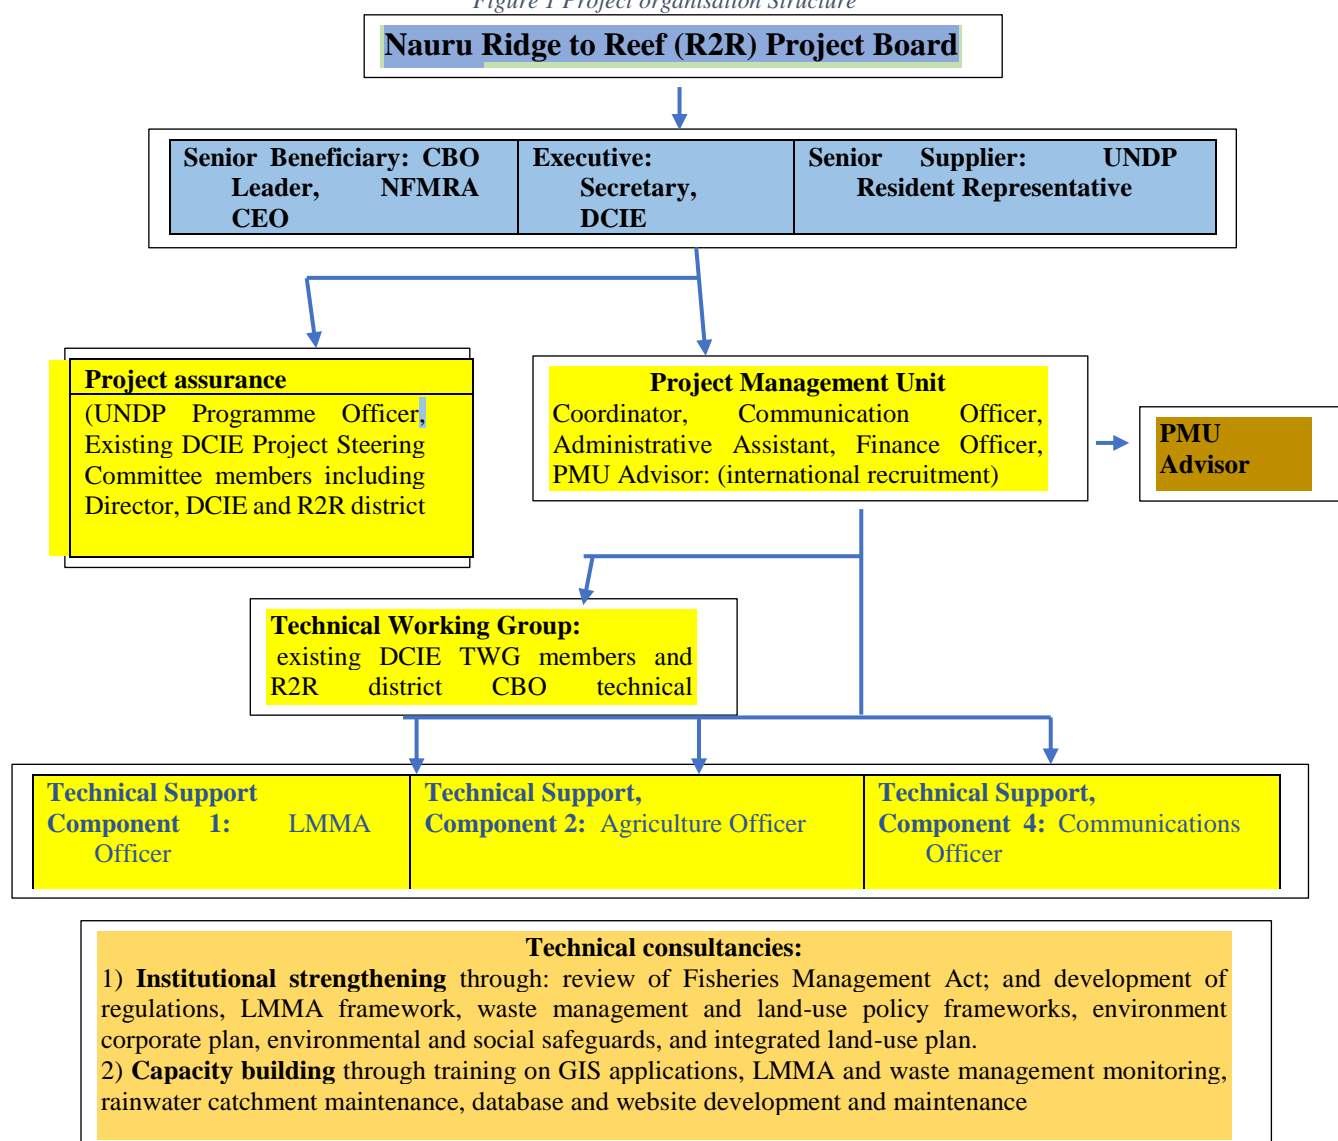 Figure 1 Project organisation Structure
Nauru Ridge to Reef (R2R) Project Board
Senior Beneficiary: CBO
Leader, NFMRA
CEO
Executive:
Secretary,
DCIE
Senior Supplier: UNDP
Resident Representative
Project assurance
(UNDP Programme Officer,
Existing DCIE Project Steering
Committee members including
Director, DCIE and R2R district
Project Management Unit
Coordinator, Communication Officer,
Administrative Assistant, Finance Officer,
PMU Advisor: (international recruitment)
PMU
Advisor
Technical Working Group:
existing DCIE TWG members and
R2R district CBO technical
Technical Support
Component 1: LMMA
Officer
Technical Support,
Component 2: Agriculture Officer
Technical Support,
Component 4: Communications
Officer
Technical consultancies:
1) Institutional strengthening through: review of Fisheries Management Act; and development of
regulations, LMMA framework, waste management and land-use policy frameworks, environment
corporate plan, environmental and social safeguards, and integrated land-use plan.
2) Capacity building through training on GIS applications, LMMA and waste management monitoring,
rainwater catchment maintenance, database and website development and maintenance